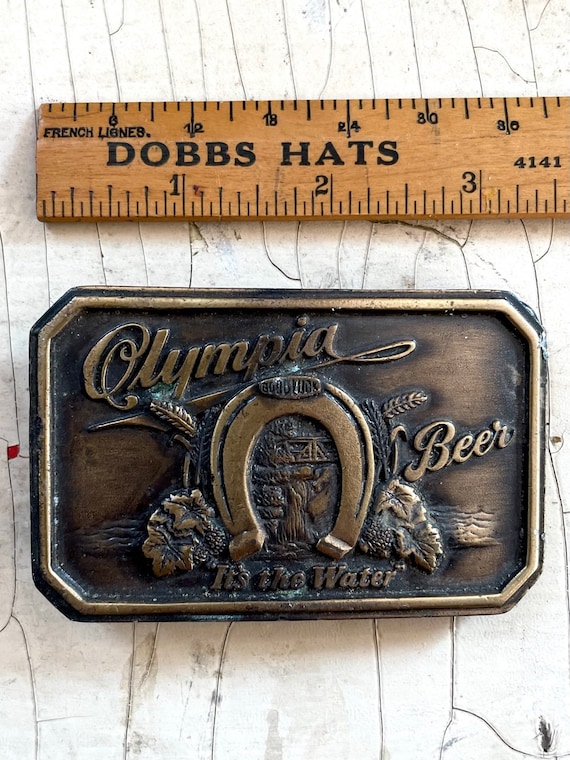 6 12 18 24 30 36
FRENCH LIGNES.
DOBBS HATS 4141
1 2 3
Olympia
GOOD LUCK
Beer
"It's the Water"